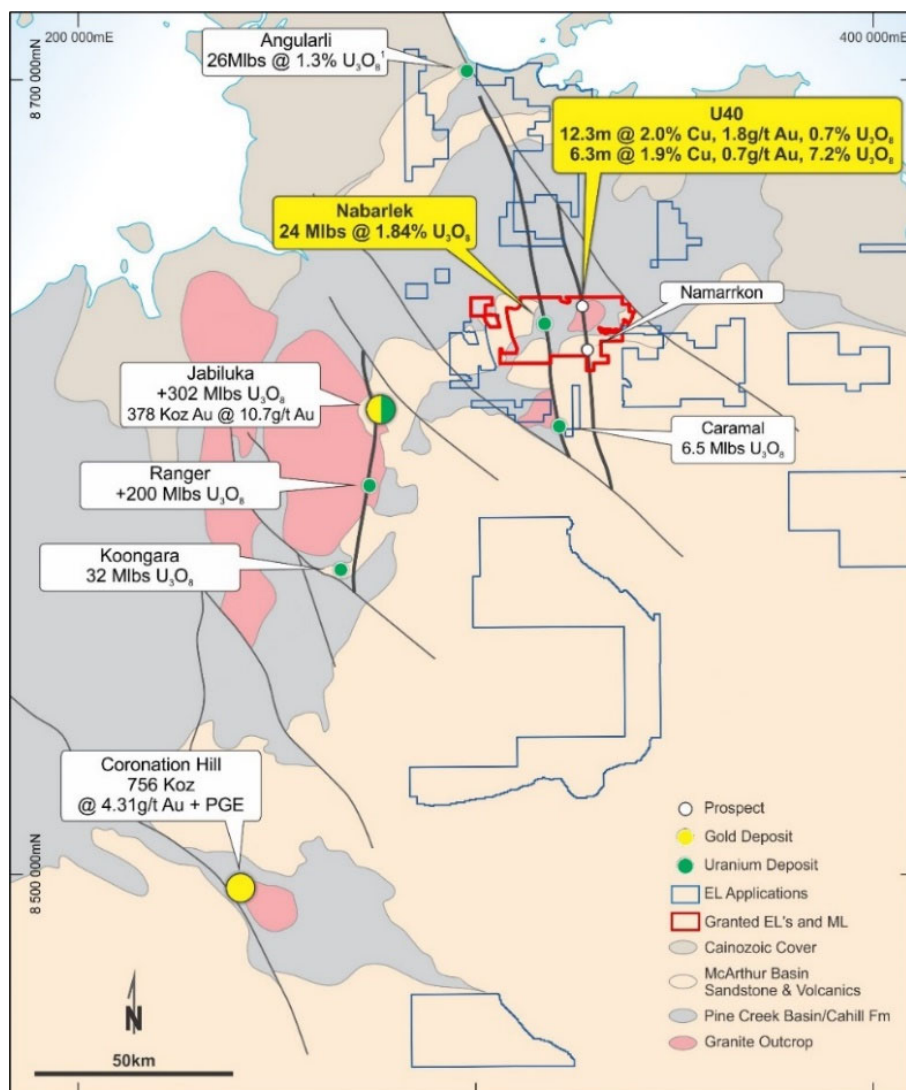 200 000mE
400 000mE
8 700 000mN
Angularli
26Mlbs @ 1.3% U₃O₈¹
U40
12.3m @ 2.0% Cu, 1.8g/t Au, 0.7% U₃O₈
6.3m @ 1.9% Cu, 0.7g/t Au, 7.2% U₃O₈
Nabarlek
24 Mlbs @ 1.84% U₃O₈
Namarrkon
Jabiluka
+302 Mlbs U₃O₈
378 Koz Au @ 10.7g/t Au
Caramal
6.5 Mlbs U₃O₈
Ranger
+200 Mlbs U₃O₈
Koongara
32 Mlbs U₃O₈
Coronation Hill
756 Koz
@ 4.31g/t Au + PGE
8 500 000mN
Prospect
Gold Deposit
Uranium Deposit
EL Applications
Granted EL's and ML
Cainozoic Cover
McArthur Basin
Sandstone & Volcanics
Pine Creek Basin/Cahill Fm
Granite Outcrop
N
50km